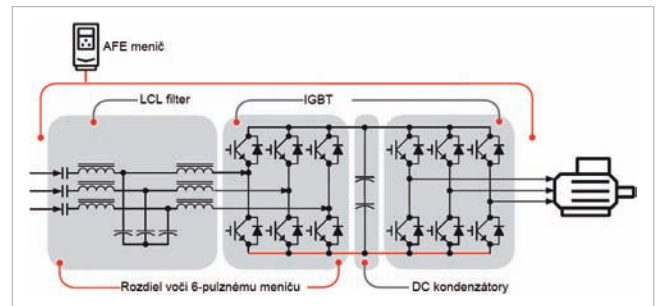 AFE menič
LCL filter
IGBT
Rozdiel voči 6-pulznému meniču
DC kondenzátory